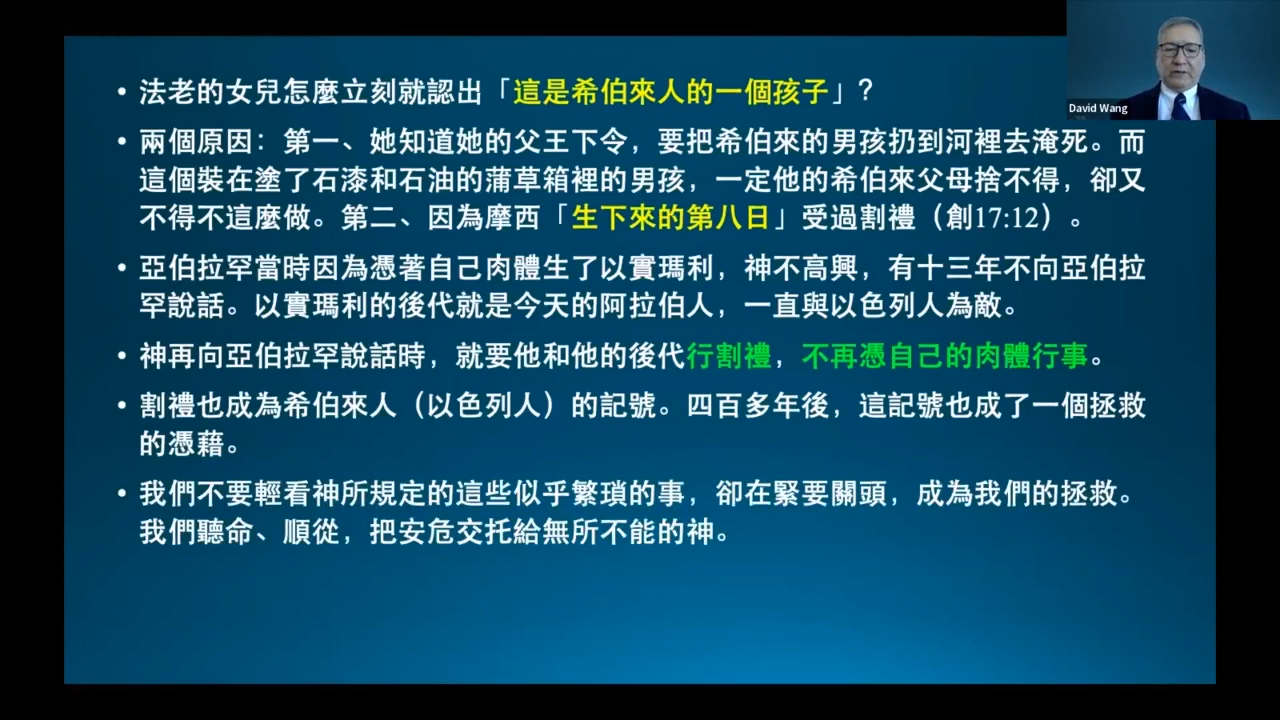 • 法老的女兒怎麼立刻就認出「這是希伯來人的一個孩子」？
• 兩個原因：第一、她知道她的父王下令，要把希伯來的男孩扔到河裡去淹死。而
這個裝在塗了石漆和石油的蒲草箱裡的男孩，一定他的希伯來父母捨不得，卻又
不得不這麼做。第二、因為摩西「生下來的第八日」受過割禮（創17:12）。
• 亞伯拉罕當時因為憑著自己肉體生了以實瑪利，神不高興，有十三年不向亞伯拉
罕說話。以實瑪利的後代就是今天的阿拉伯人，一直與以色列人為敵。
• 神再向亞伯拉罕說話時，就要他和他的後代行割禮，不再憑自己的肉體行事。
• 割禮也成為希伯來人（以色列人）的記號。四百多年後，這記號也成了一個拯救
的憑藉。
• 我們不要輕看神所規定的這些似乎繁瑣的事，卻在緊要關頭，成為我們的拯救。
我們聽命、順從，把安危交托給無所不能的神。
David Wang